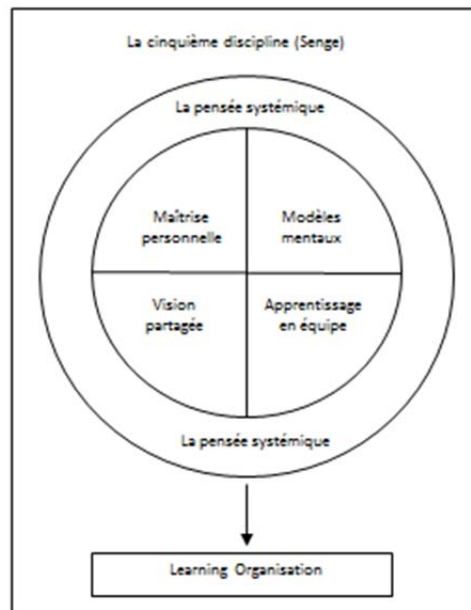 La cinquième discipline (Senge)
La pensée systémique
Maîtrise
personnelle
Modèles
mentaux
Vision
partagée
Apprentissage
en équipe
La pensée systémique
Learning Organisation